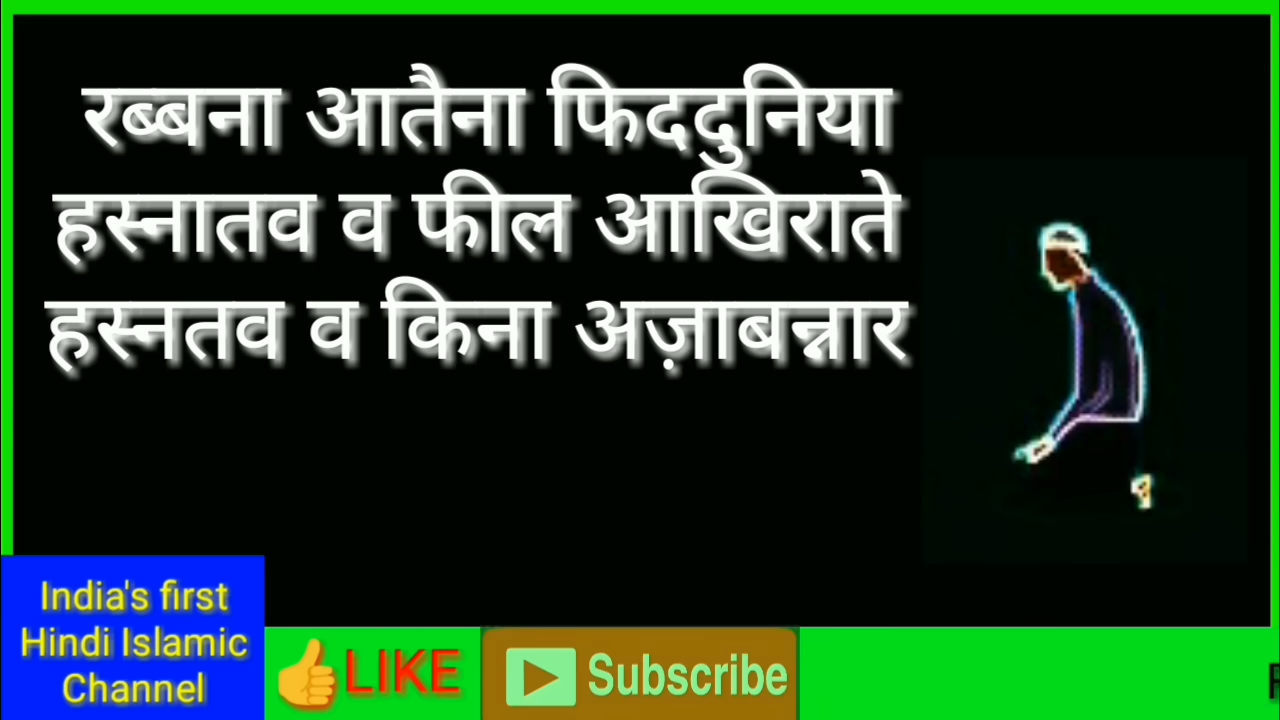 रब्बना आतैना फिददुनिया
हस्नातव व फील आखिराते
हस्नतव व किना अज़ाबन्नार
India's first
Hindi Islamic
Channel
LIKE
Subscribe